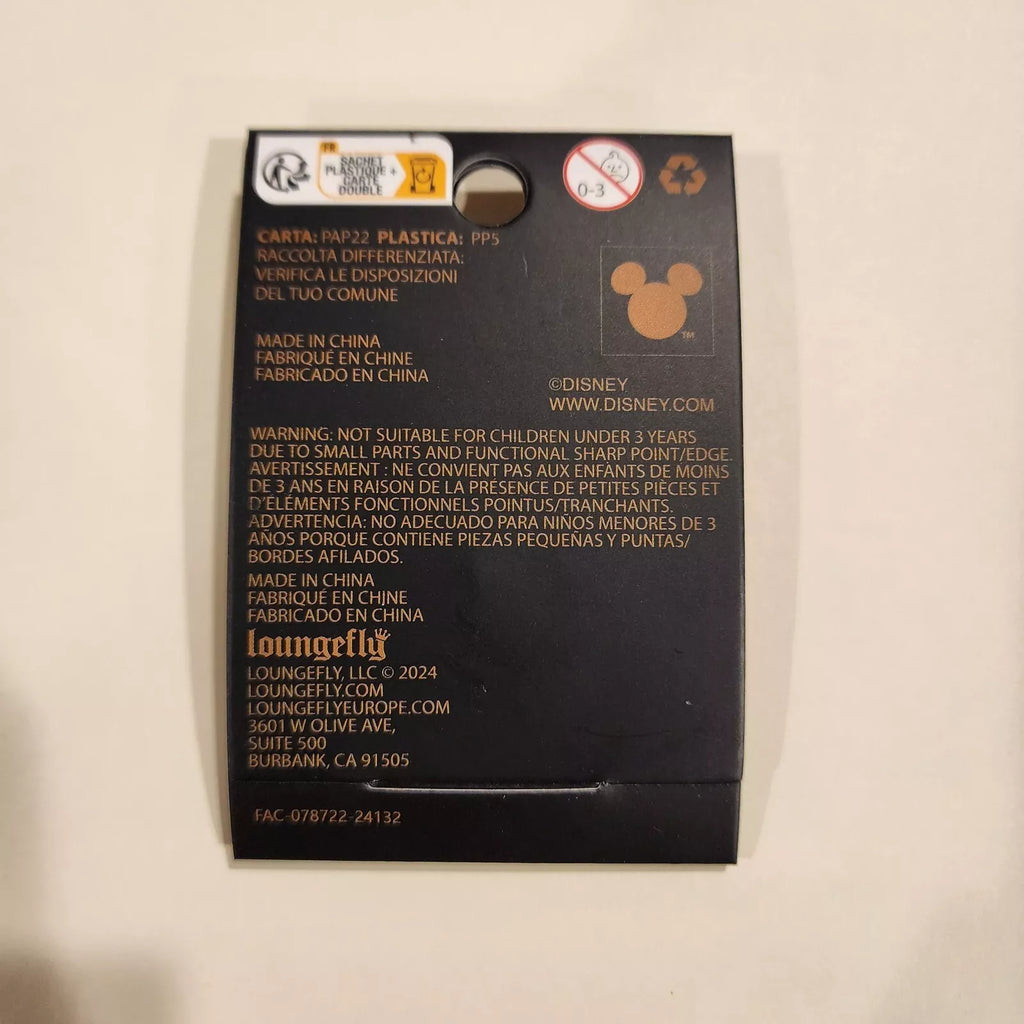 FR
SACHET
PLASTIQUE +
CARTE
DOUBLE
0-3
CARTA: PAP22 PLASTICA: PP5
RACCOLTA DIFFERENZIATA:
VERIFICA LE DISPOSIZIONI
DEL TUO COMUNE
TM
MADE IN CHINA
FABRIQUÉ EN CHINE
FABRICADO EN CHINA
©DISNEY
WWW.DISNEY.COM
WARNING: NOT SUITABLE FOR CHILDREN UNDER 3 YEARS
DUE TO SMALL PARTS AND FUNCTIONAL SHARP POINT/EDGE.
AVERTISSEMENT : NE CONVIENT PAS AUX ENFANTS DE MOINS
DE 3 ANS EN RAISON DE LA PRÉSENCE DE PETITES PIÈCES ET
D'ÉLÉMENTS FONCTIONNELS POINTUS/TRANCHANTS.
ADVERTENCIA: NO ADECUADO PARA NIÑOS MENORES DE 3
AÑOS PORQUE CONTIENE PIEZAS PEQUEÑAS Y PUNTAS/
BORDES AFILADOS.
MADE IN CHINA
FABRIQUÉ EN CHINE
FABRICADO EN CHINA
loungefly
LOUNGEFLY, LLC © 2024
LOUNGEFLY.COM
LOUNGEFLYEUROPE.COM
3601 W OLIVE AVE,
SUITE 500
BURBANK, CA 91505
FAC-078722-24132